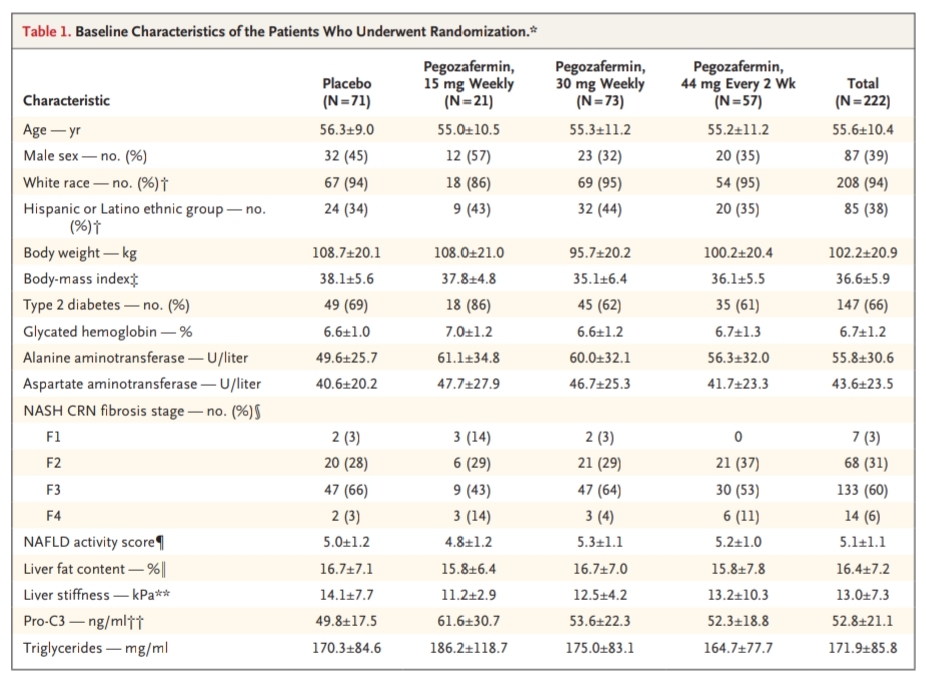 Table 1. Baseline Characteristics of the Patients Who Underwent Randomization.*
Characteristic Placebo (N=71) Pegozafermin, 15 mg Weekly (N=21) Pegozafermin, 30 mg Weekly (N=73) Pegozafermin, 44 mg Every 2 Wk (N=57) Total (N=222)
Age — yr 56.3±9.0 55.0±10.5 55.3±11.2 55.2±11.2 55.6±10.4
Male sex — no. (%) 32 (45) 12 (57) 23 (32) 20 (35) 87 (39)
White race — no. (%)† 67 (94) 18 (86) 69 (95) 54 (95) 208 (94)
Hispanic or Latino ethnic group — no. 24 (34) 9 (43) 32 (44) 20 (35) 85 (38)
(%)†
Body weight — kg 108.7±20.1 108.0±21.0 95.7±20.2 100.2±20.4 102.2±20.9
Body-mass index‡ 38.1±5.6 37.8±4.8 35.1±6.4 36.1±5.5 36.6±5.9
Type 2 diabetes — no. (%) 49 (69) 18 (86) 45 (62) 35 (61) 147 (66)
Glycated hemoglobin — % 6.6±1.0 7.0±1.2 6.6±1.2 6.7±1.3 6.7±1.2
Alanine aminotransferase — U/liter 49.6±25.7 61.1±34.8 60.0±32.1 56.3±32.0 55.8±30.6
Aspartate aminotransferase — U/liter 40.6±20.2 47.7±27.9 46.7±25.3 41.7±23.3 43.6±23.5
NASH CRN fibrosis stage — no. (%)§
F1 2 (3) 3 (14) 2 (3) 0 7 (3)
F2 20 (28) 6 (29) 21 (29) 21 (37) 68 (31)
F3 47 (66) 9 (43) 47 (64) 30 (53) 133 (60)
F4 2 (3) 3 (14) 3 (4) 6 (11) 14 (6)
NAFLD activity score¶ 5.0±1.2 4.8±1.2 5.3±1.1 5.2±1.0 5.1±1.1
Liver fat content — %‖ 16.7±7.1 15.8±6.4 16.7±7.0 15.8±7.8 16.4±7.2
Liver stiffness — kPa** 14.1±7.7 11.2±2.9 12.5±4.2 13.2±10.3 13.0±7.3
Pro-C3 — ng/ml†† 49.8±17.5 61.6±30.7 53.6±22.3 52.3±18.8 52.8±21.1
Triglycerides — mg/ml 170.3±84.6 186.2±118.7 175.0±83.1 164.7±77.7 171.9±85.8